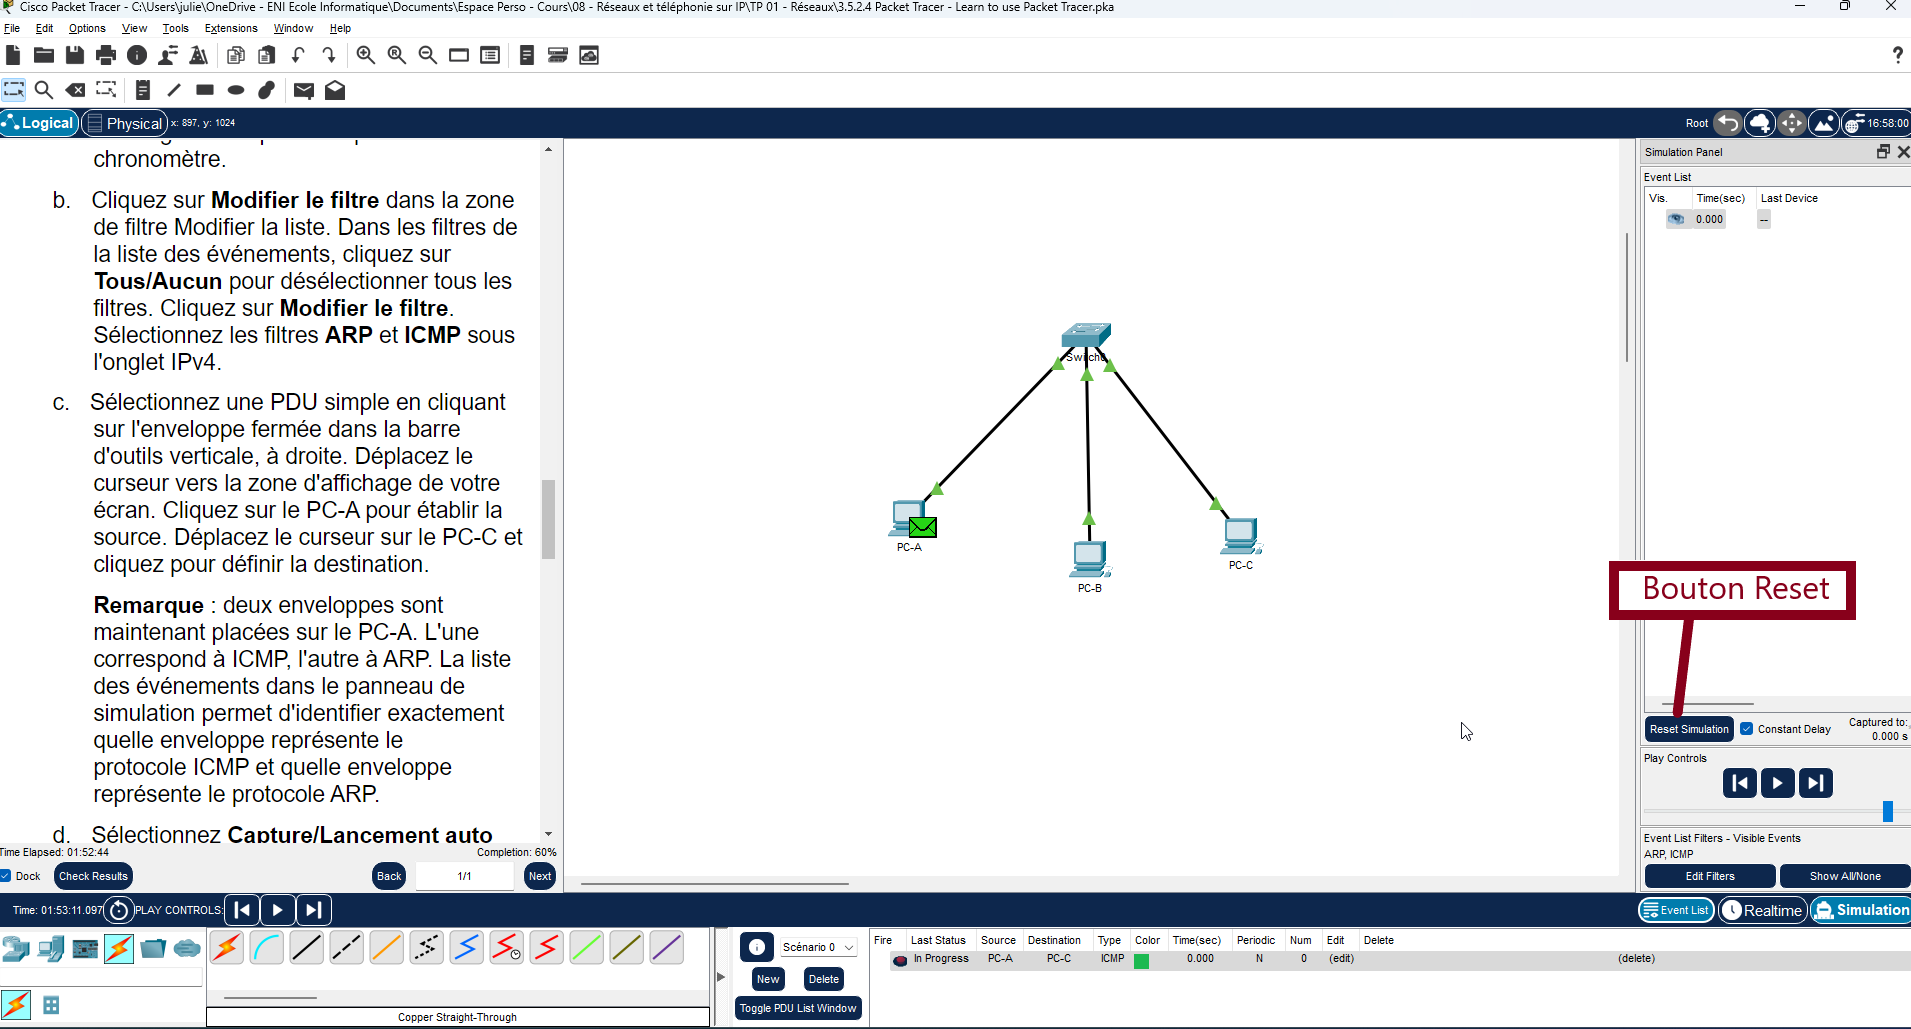 Cisco Packet Tracer - C:\Users\julie\OneDrive - ENI Ecole Informatique\Documents\Espace Perso - Cours\08 - Réseaux et téléphonie sur IP\TP 01 - Réseaux\3.5.2.4 Packet Tracer - Learn to use Packet Tracer.pka
File Edit Options View Tools Extensions Window Help
Logical Physical x: 897, y: 1024 Root 16:58:00
chronomètre.
b. Cliquez sur Modifier le filtre dans la zone
de filtre Modifier la liste. Dans les filtres de
la liste des événements, cliquez sur
Tous/Aucun pour désélectionner tous les
filtres. Cliquez sur Modifier le filtre.
Sélectionnez les filtres ARP et ICMP sous
l'onglet IPv4.
c. Sélectionnez une PDU simple en cliquant
sur l'enveloppe fermée dans la barre
d'outils verticale, à droite. Déplacez le
curseur vers la zone d'affichage de votre
écran. Cliquez sur le PC-A pour établir la
source. Déplacez le curseur sur le PC-C et
cliquez pour définir la destination.
Remarque : deux enveloppes sont
maintenant placées sur le PC-A. L'une
correspond à ICMP, l'autre à ARP. La liste
des événements dans le panneau de
simulation permet d'identifier exactement
quelle enveloppe représente le
protocole ICMP et quelle enveloppe
représente le protocole ARP.
d. Sélectionnez Capture/Lancement auto
Time Elapsed: 01:52:44 Completion: 60%
Dock Check Results Back 1/1 Next
Switch0
PC-A
PC-B
PC-C
Simulation Panel
Event List
Vis. Time(sec) Last Device
0.000 --
Bouton Reset
Reset Simulation Constant Delay Captured to:
0.000 s
Play Controls
Event List Filters - Visible Events
ARP, ICMP
Edit Filters Show All/None
Time: 01:53:11.097 PLAY CONTROLS: Event List Realtime Simulation
Copper Straight-Through
Scénario 0
New Delete
Toggle PDU List Window
Fire Last Status Source Destination Type Color Time(sec) Periodic Num Edit Delete
In Progress PC-A PC-C ICMP 0.000 N 0 (edit) (delete)